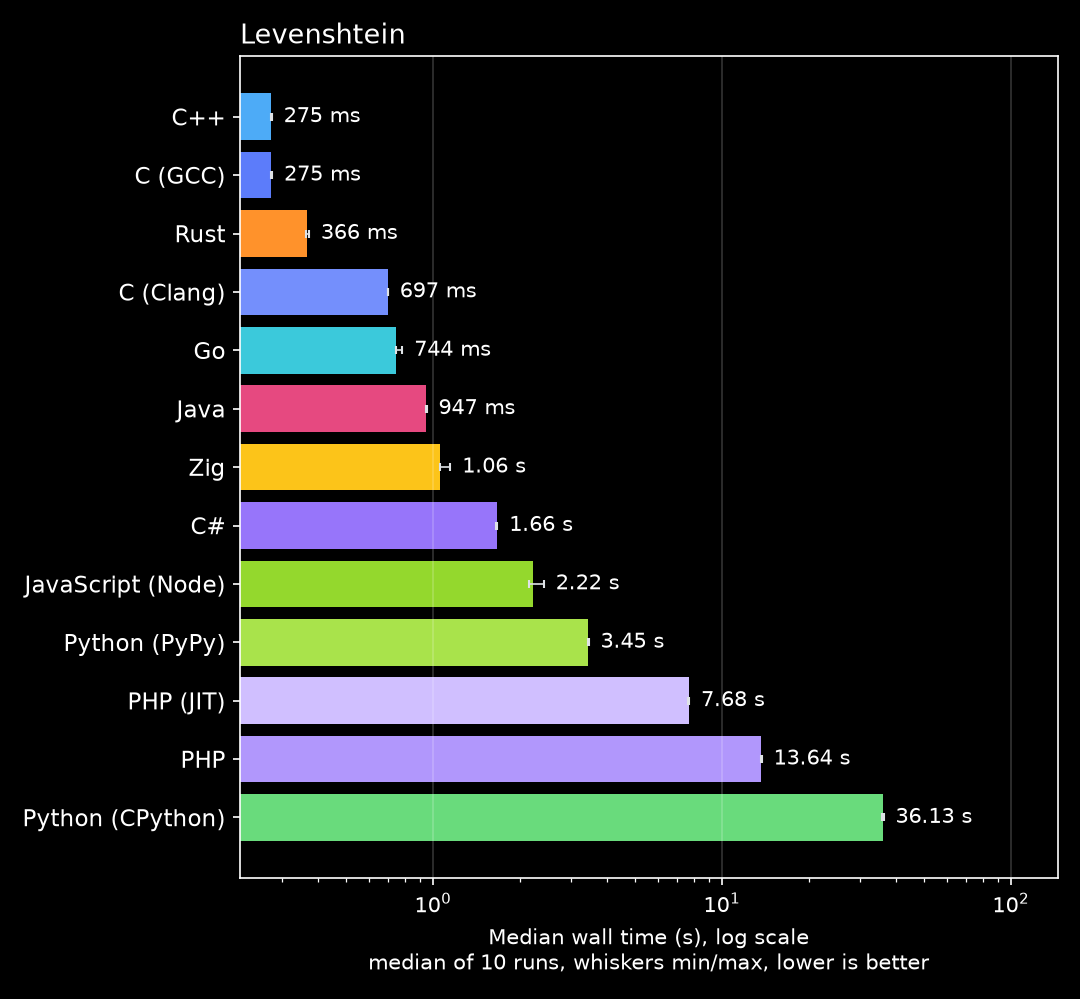 Levenshtein
C++ 275 ms
C (GCC) 275 ms
Rust 366 ms
C (Clang) 697 ms
Go 744 ms
Java 947 ms
Zig 1.06 s
C# 1.66 s
JavaScript (Node) 2.22 s
Python (PyPy) 3.45 s
PHP (JIT) 7.68 s
PHP 13.64 s
Python (CPython) 36.13 s
10⁰ 10¹ 10²
Median wall time (s), log scale
median of 10 runs, whiskers min/max, lower is better